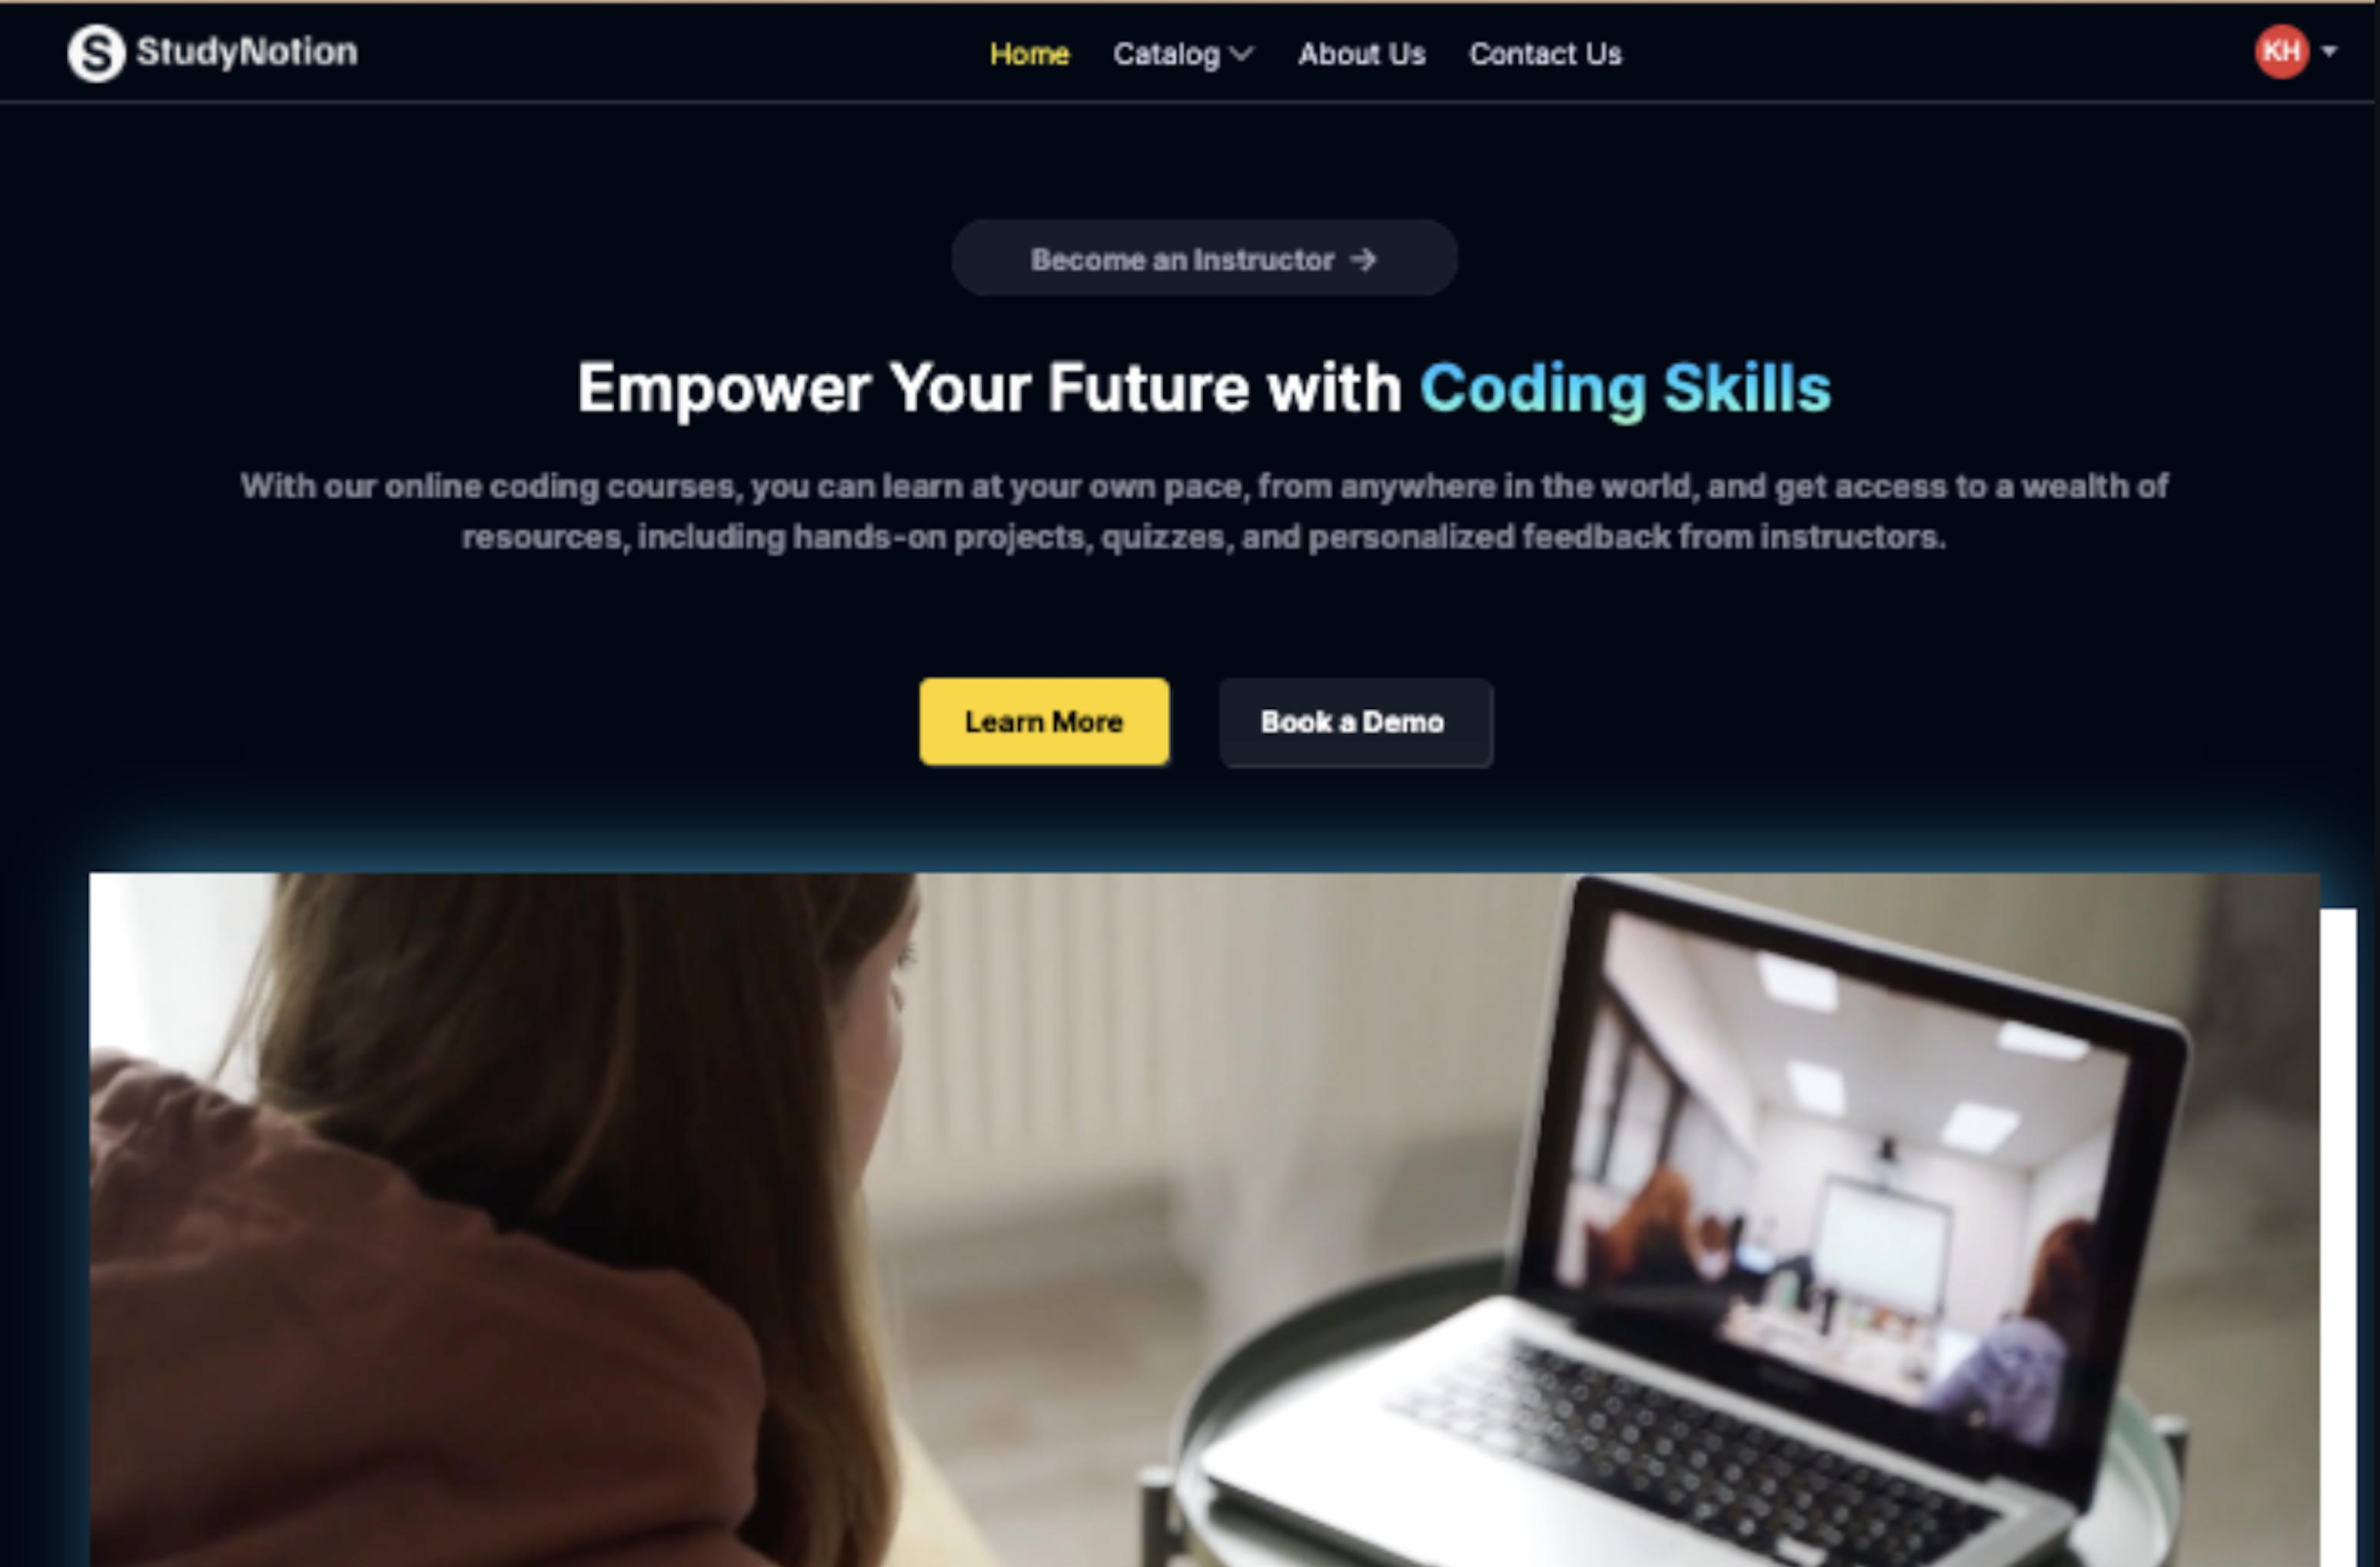 StudyNotion
Home Catalog About Us Contact Us
KH
Become an Instructor →
Empower Your Future with Coding Skills
With our online coding courses, you can learn at your own pace, from anywhere in the world, and get access to a wealth of
resources, including hands-on projects, quizzes, and personalized feedback from instructors.
Learn More
Book a Demo